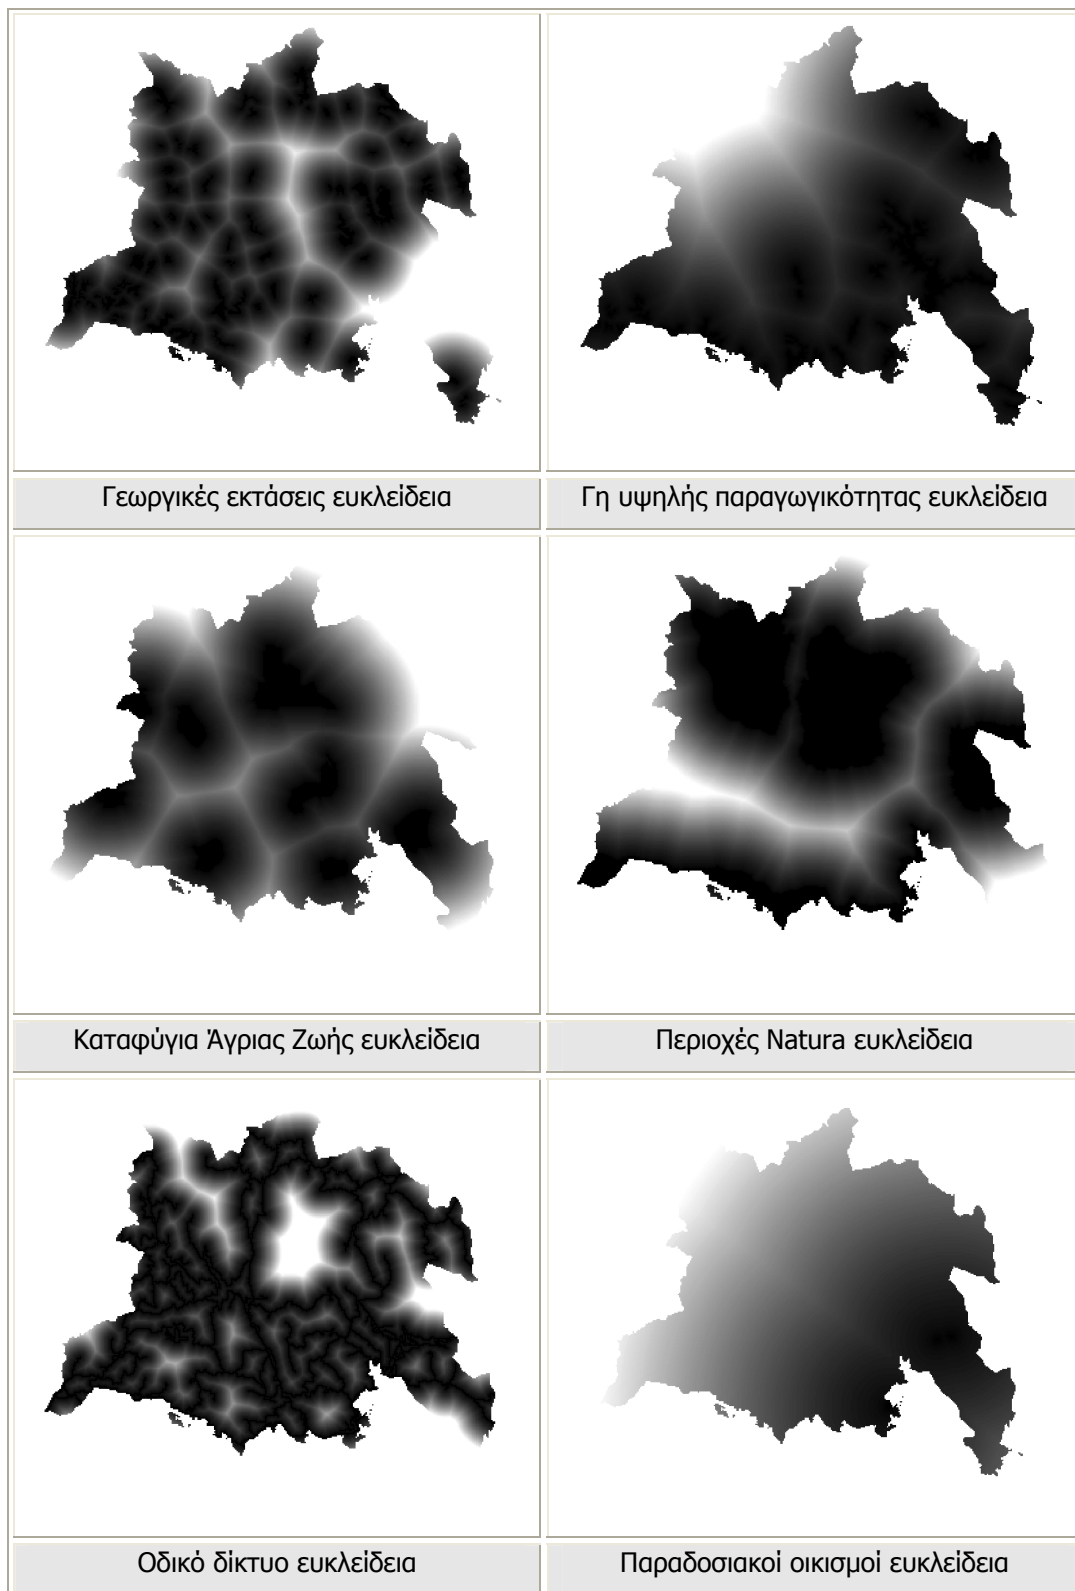 Γεωργικές εκτάσεις ευκλείδεια
Γη υψηλής παραγωγικότητας ευκλείδεια
Καταφύγια Άγριας Ζωής ευκλείδεια
Περιοχές Natura ευκλείδεια
Οδικό δίκτυο ευκλείδεια
Παραδοσιακοί οικισμοί ευκλείδεια